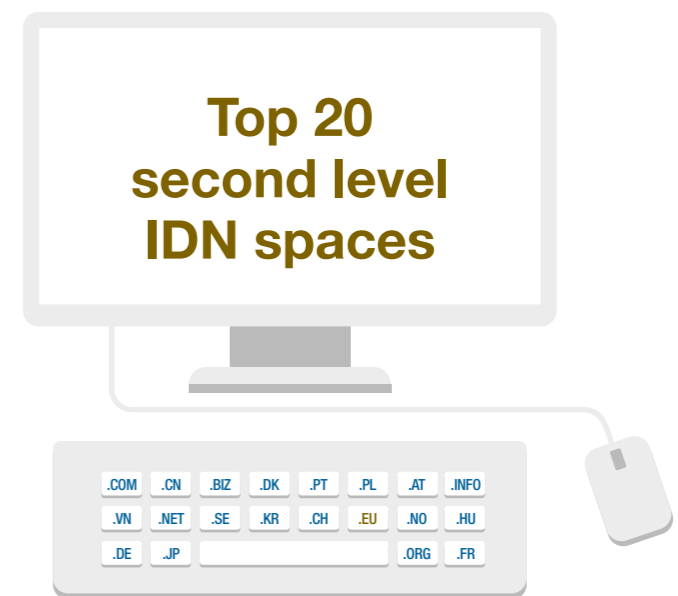 Top 20
second level
IDN spaces
.COM .CN .BIZ .DK .PT .PL .AT .INFO
.VN .NET .SE .KR .CH .EU .NO .HU
.DE .JP .ORG .FR